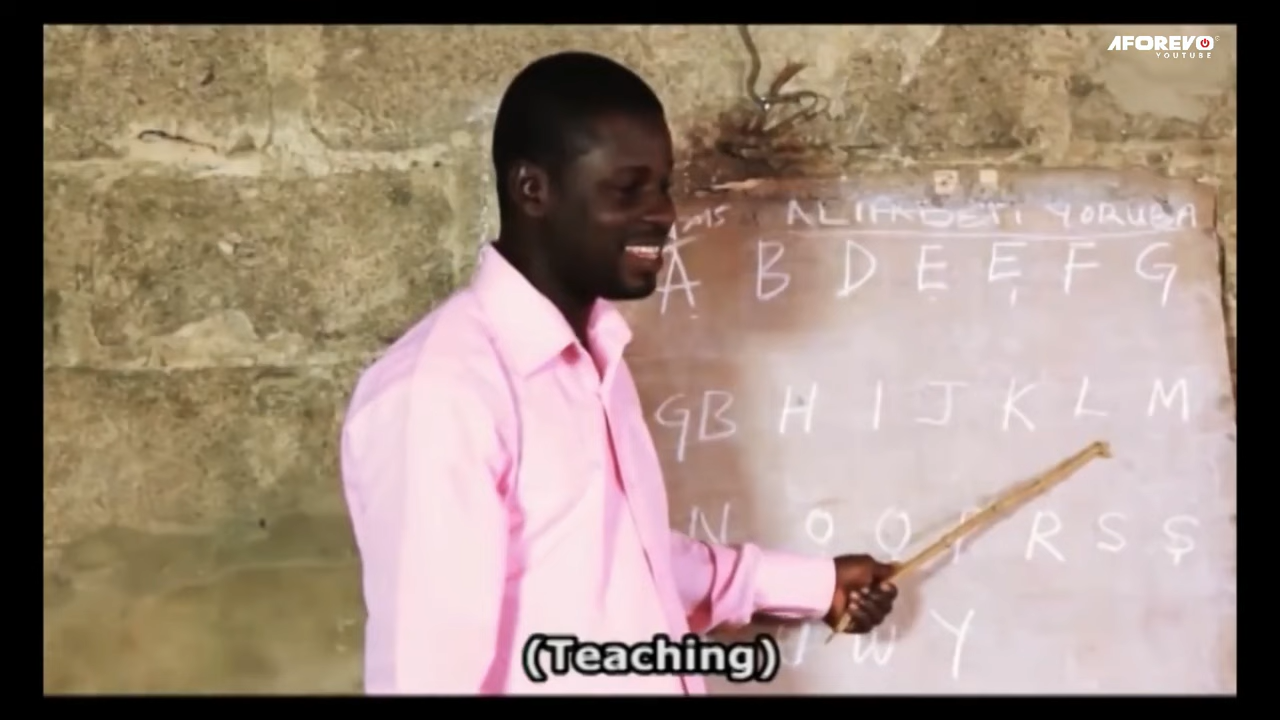 AFOREVO
YOUTUBE
ALIFABETI YORUBA
A B D E Ẹ F G
GB H I J K L M
N O Ọ P R S Ṣ
U W Y
(Teaching)